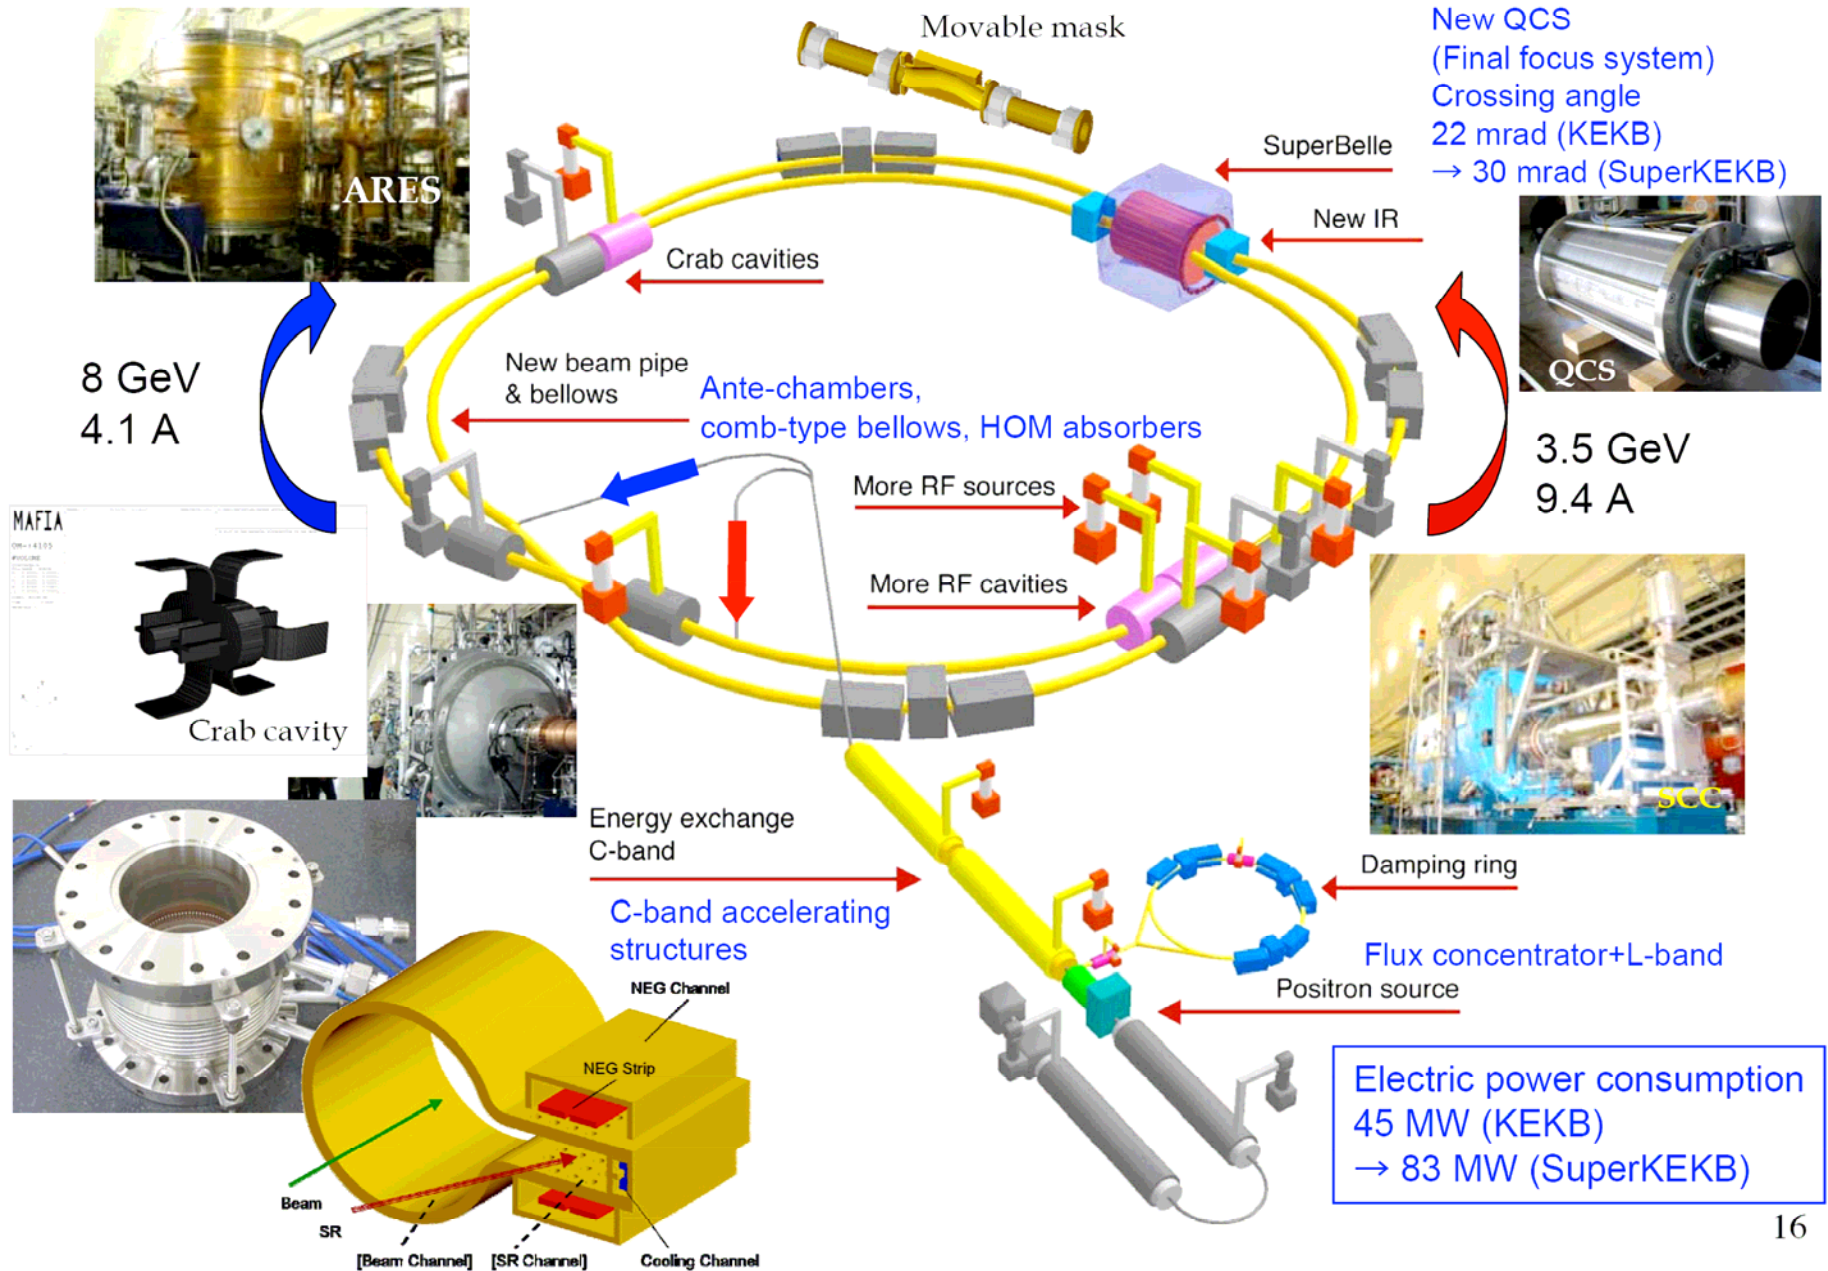 Movable mask
New QCS
(Final focus system)
Crossing angle
22 mrad (KEKB)
→ 30 mrad (SuperKEKB)
ARES
SuperBelle
New IR
Crab cavities
QCS
8 GeV
4.1 A
New beam pipe
& bellows
Ante-chambers,
comb-type bellows, HOM absorbers
3.5 GeV
9.4 A
More RF sources
More RF cavities
MAFIA
Crab cavity
SCC
Energy exchange
C-band
C-band accelerating
structures
Damping ring
Flux concentrator+L-band
Positron source
NEG Channel
NEG Strip
Beam
SR
[Beam Channel]
[SR Channel]
Cooling Channel
Electric power consumption
45 MW (KEKB)
→ 83 MW (SuperKEKB)
16